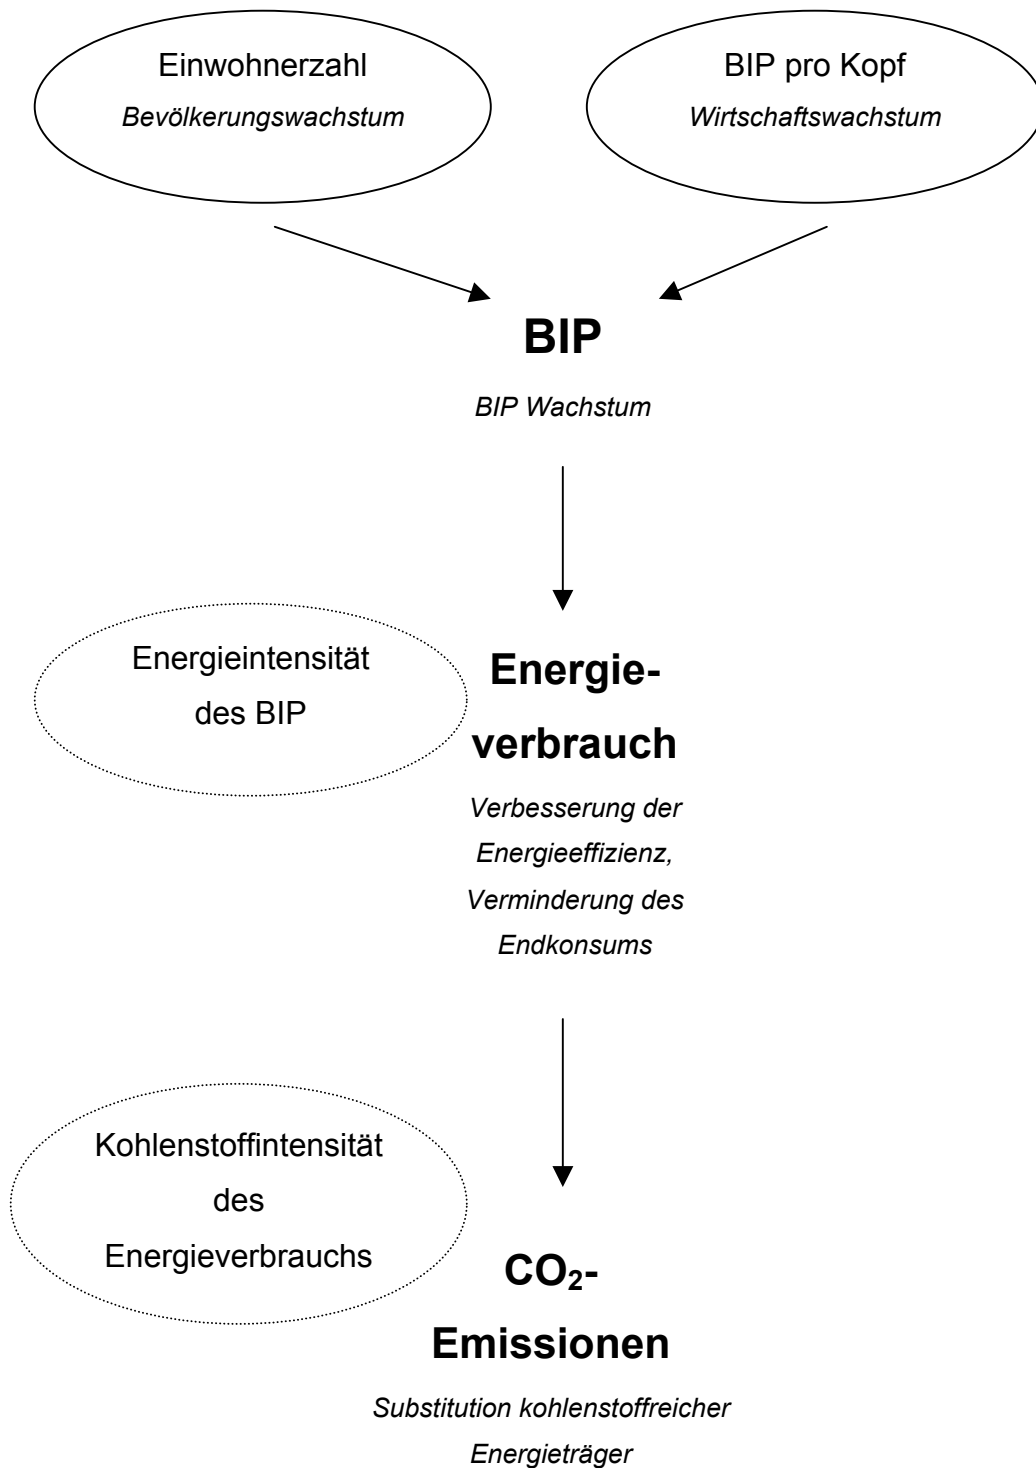 Einwohnerzahl
Bevölkerungswachstum
BIP pro Kopf
Wirtschaftswachstum
BIP
BIP Wachstum
Energieintensität
des BIP
Energie-
verbrauch
Verbesserung der
Energieeffizienz,
Verminderung des
Endkonsums
Kohlenstoffintensität
des
Energieverbrauchs
CO₂-
Emissionen
Substitution kohlenstoffreicher
Energieträger